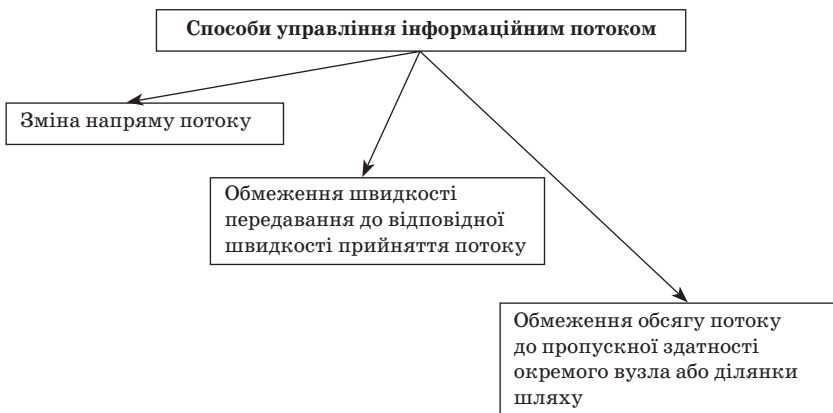 Способи управління інформаційним потоком
Зміна напряму потоку
Обмеження швидкості
передавання до відповідної
швидкості прийняття потоку
Обмеження обсягу потоку
до пропускної здатності
окремого вузла або ділянки
шляху